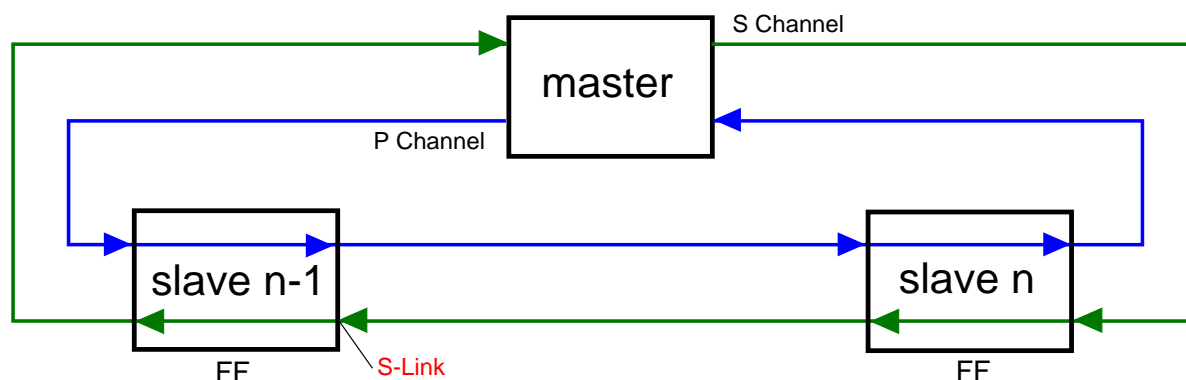 S Channel
master
P Channel
slave n-1
slave n
S-Link
FF
FF